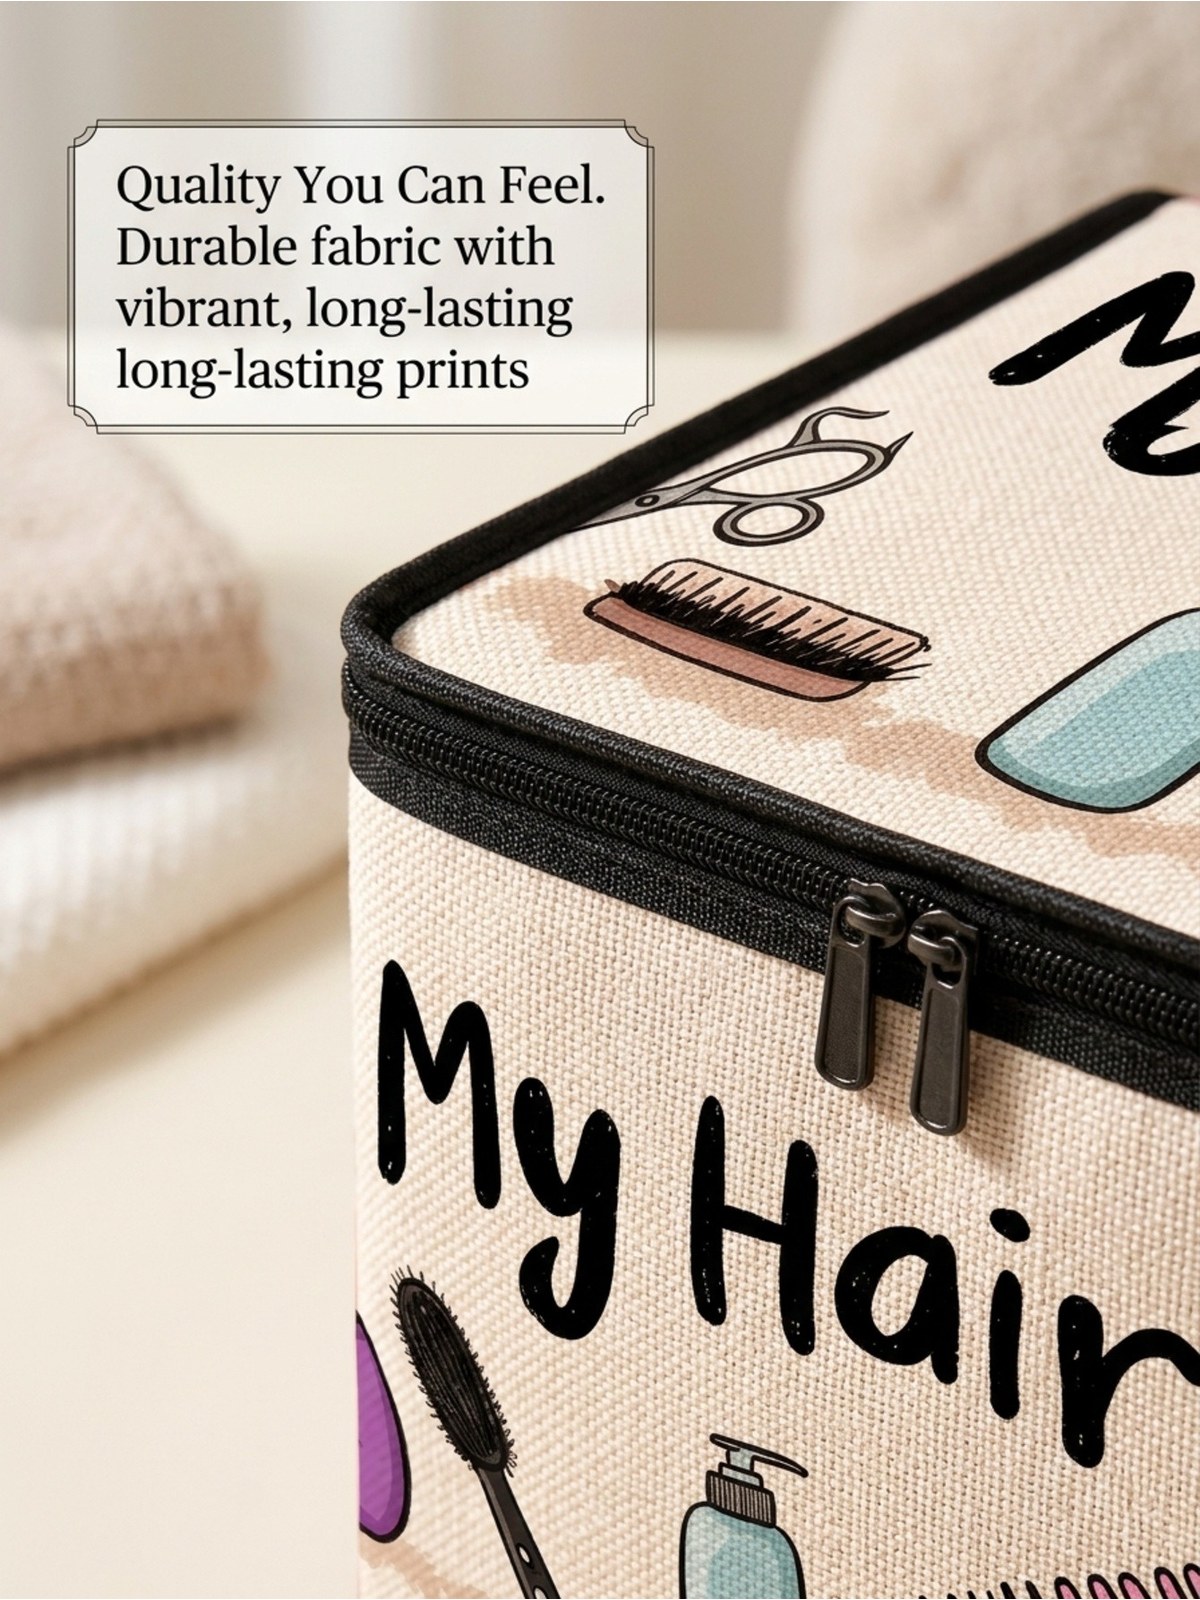 Quality You Can Feel.
Durable fabric with
vibrant, long-lasting
long-lasting prints
My Hair